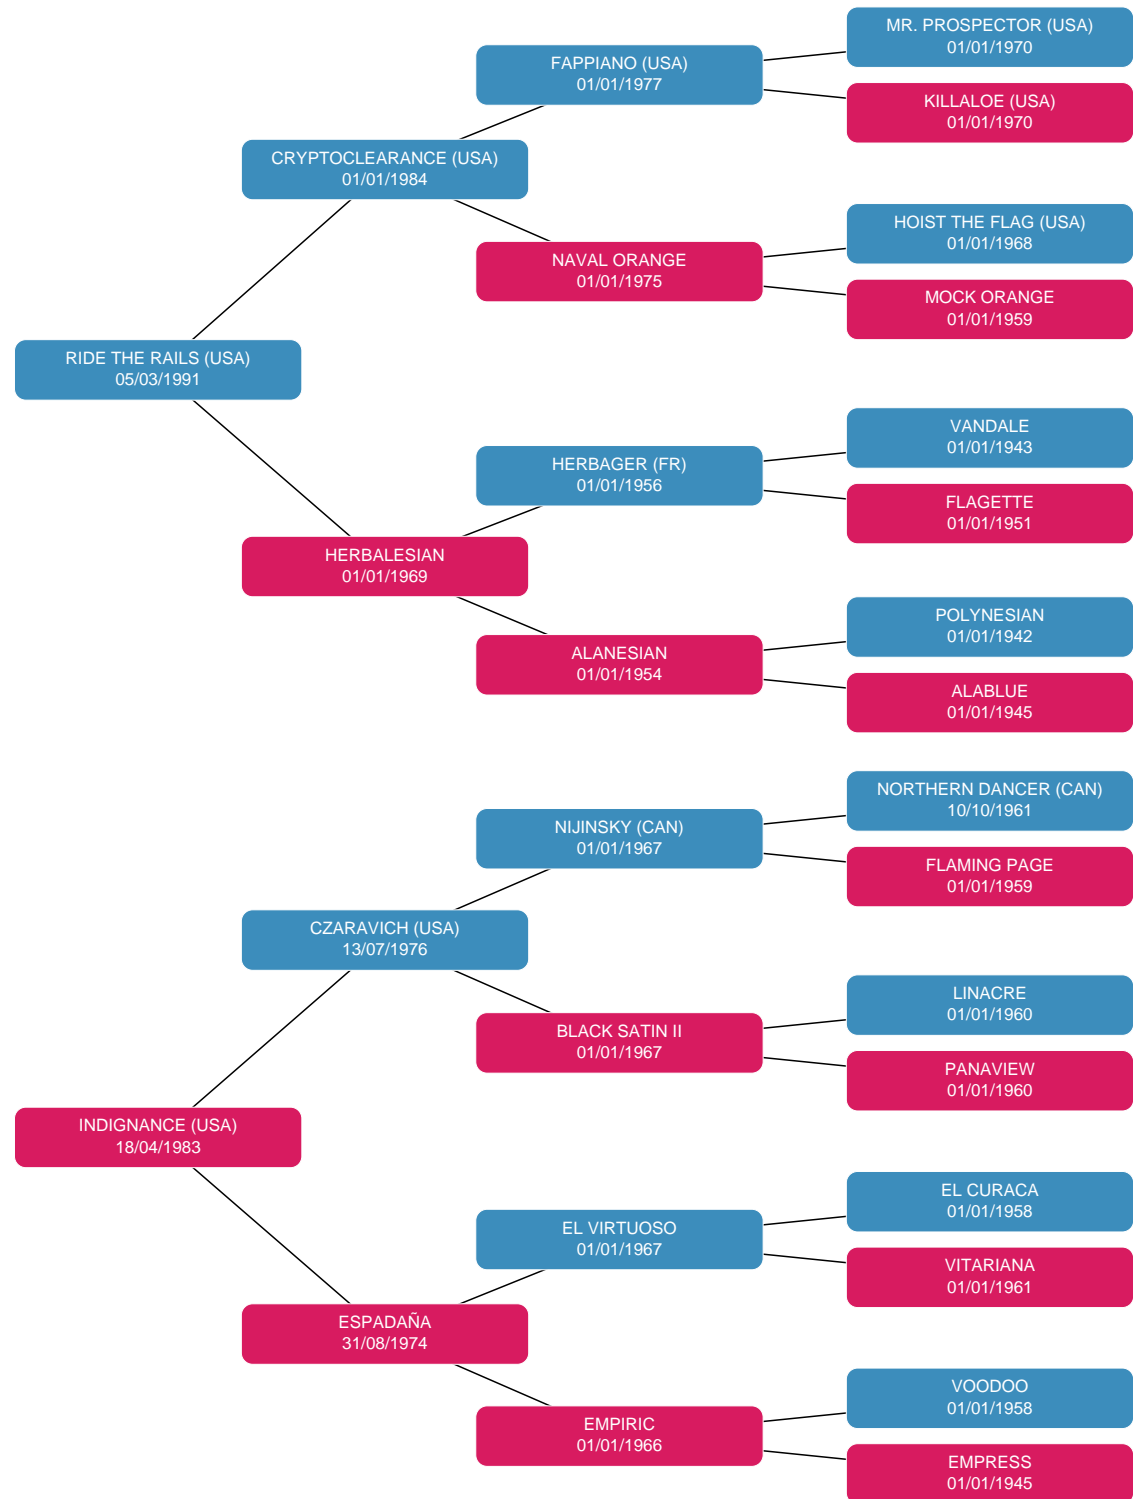 MR. PROSPECTOR (USA)
01/01/1970
FAPPIANO (USA)
01/01/1977
KILLALOE (USA)
01/01/1970
CRYPTOCLEARANCE (USA)
01/01/1984
HOIST THE FLAG (USA)
01/01/1968
NAVAL ORANGE
01/01/1975
MOCK ORANGE
01/01/1959
RIDE THE RAILS (USA)
05/03/1991
VANDALE
01/01/1943
HERBAGER (FR)
01/01/1956
FLAGETTE
01/01/1951
HERBALESIAN
01/01/1969
POLYNESIAN
01/01/1942
ALANESIAN
01/01/1954
ALABLUE
01/01/1945
NORTHERN DANCER (CAN)
10/10/1961
NIJINSKY (CAN)
01/01/1967
FLAMING PAGE
01/01/1959
CZARAVICH (USA)
13/07/1976
LINACRE
01/01/1960
BLACK SATIN II
01/01/1967
PANAVIEW
01/01/1960
INDIGNANCE (USA)
18/04/1983
EL CURACA
01/01/1958
EL VIRTUOSO
01/01/1967
VITARIANA
01/01/1961
ESPADAÑA
31/08/1974
VOODOO
01/01/1958
EMPIRIC
01/01/1966
EMPRESS
01/01/1945